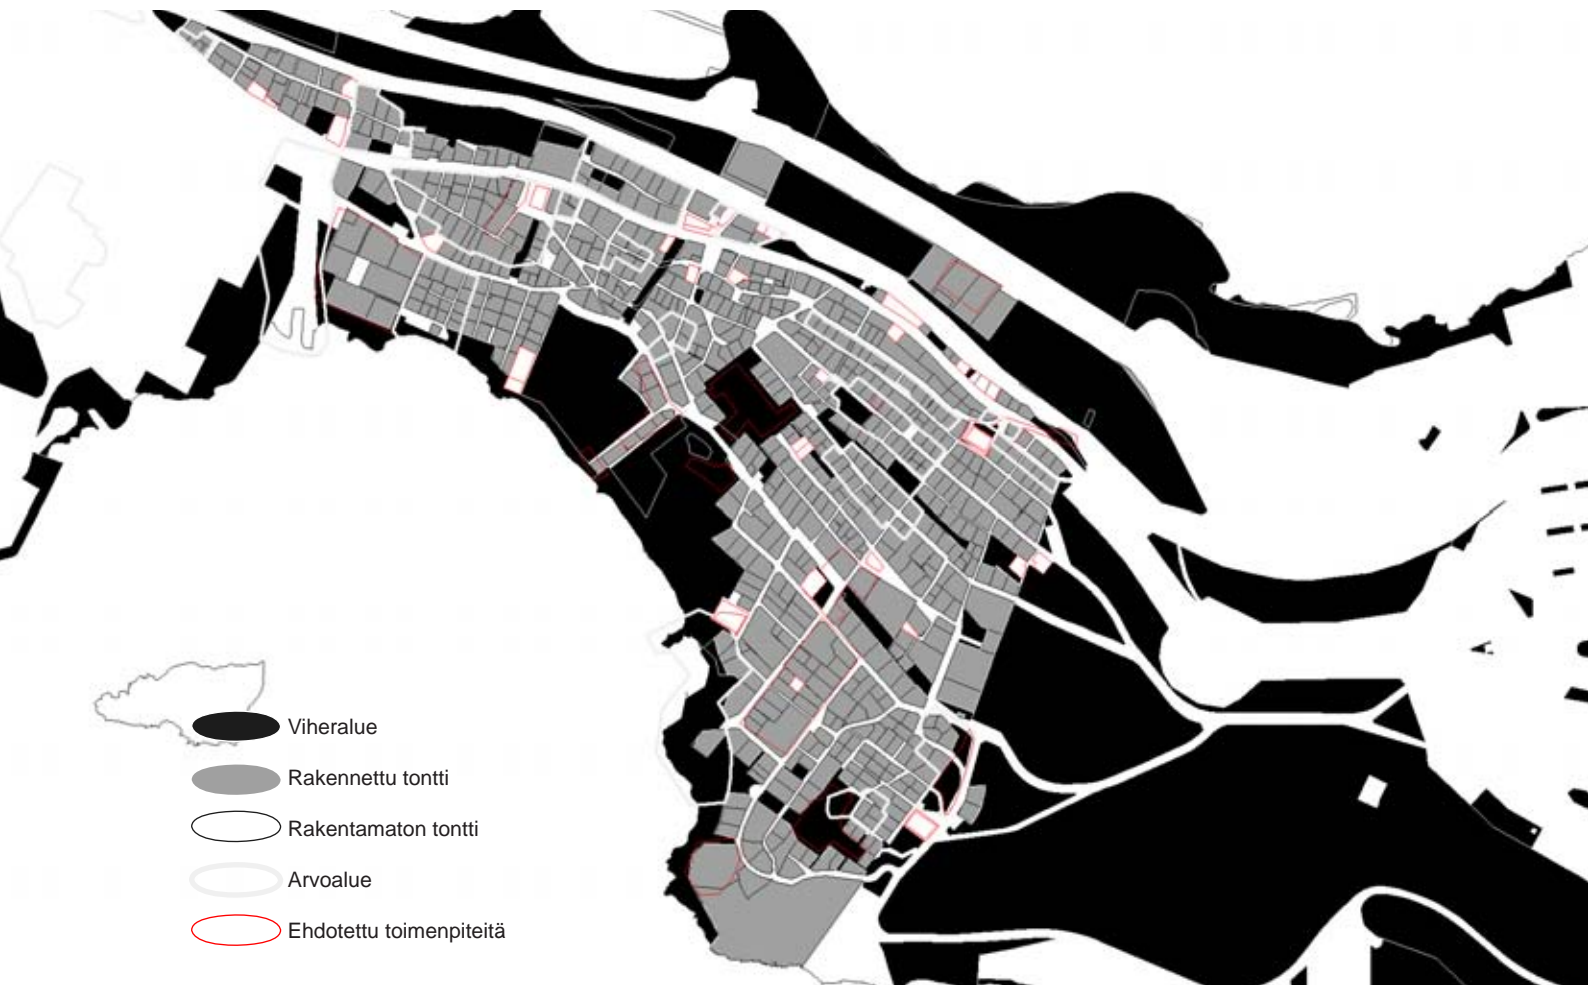 Viheralue
Rakennettu tontti
Rakentamaton tontti
Arvoalue
Ehdotettu toimenpiteitä